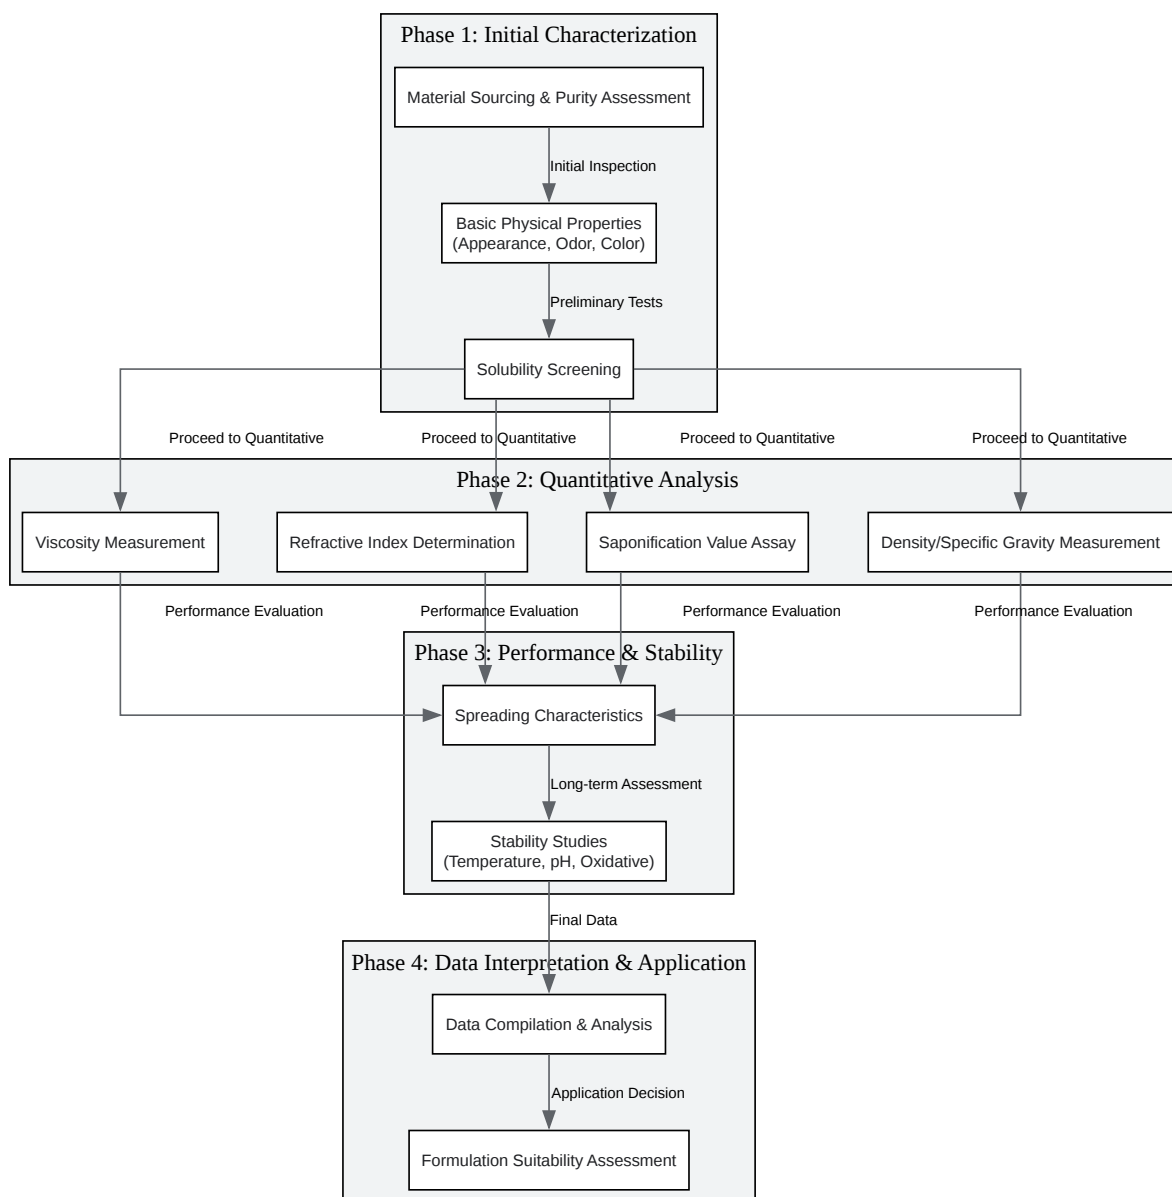 Phase 1: Initial Characterization
Material Sourcing & Purity Assessment
Initial Inspection
Basic Physical Properties
(Appearance, Odor, Color)
Preliminary Tests
Solubility Screening
Proceed to Quantitative
Proceed to Quantitative
Proceed to Quantitative
Proceed to Quantitative
Phase 2: Quantitative Analysis
Viscosity Measurement
Refractive Index Determination
Saponification Value Assay
Density/Specific Gravity Measurement
Performance Evaluation
Performance Evaluation
Performance Evaluation
Performance Evaluation
Phase 3: Performance & Stability
Spreading Characteristics
Long-term Assessment
Stability Studies
(Temperature, pH, Oxidative)
Final Data
Phase 4: Data Interpretation & Application
Data Compilation & Analysis
Application Decision
Formulation Suitability Assessment